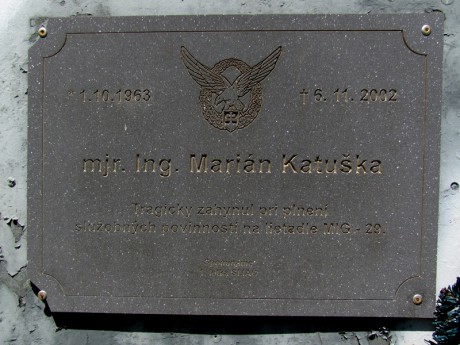 * 1.10.1963
† 6. 11. 2002
mjr. Ing. Marián Katuška
Tragicky zahynul pri plnení
služobných povinností na lietadle MIG - 29.